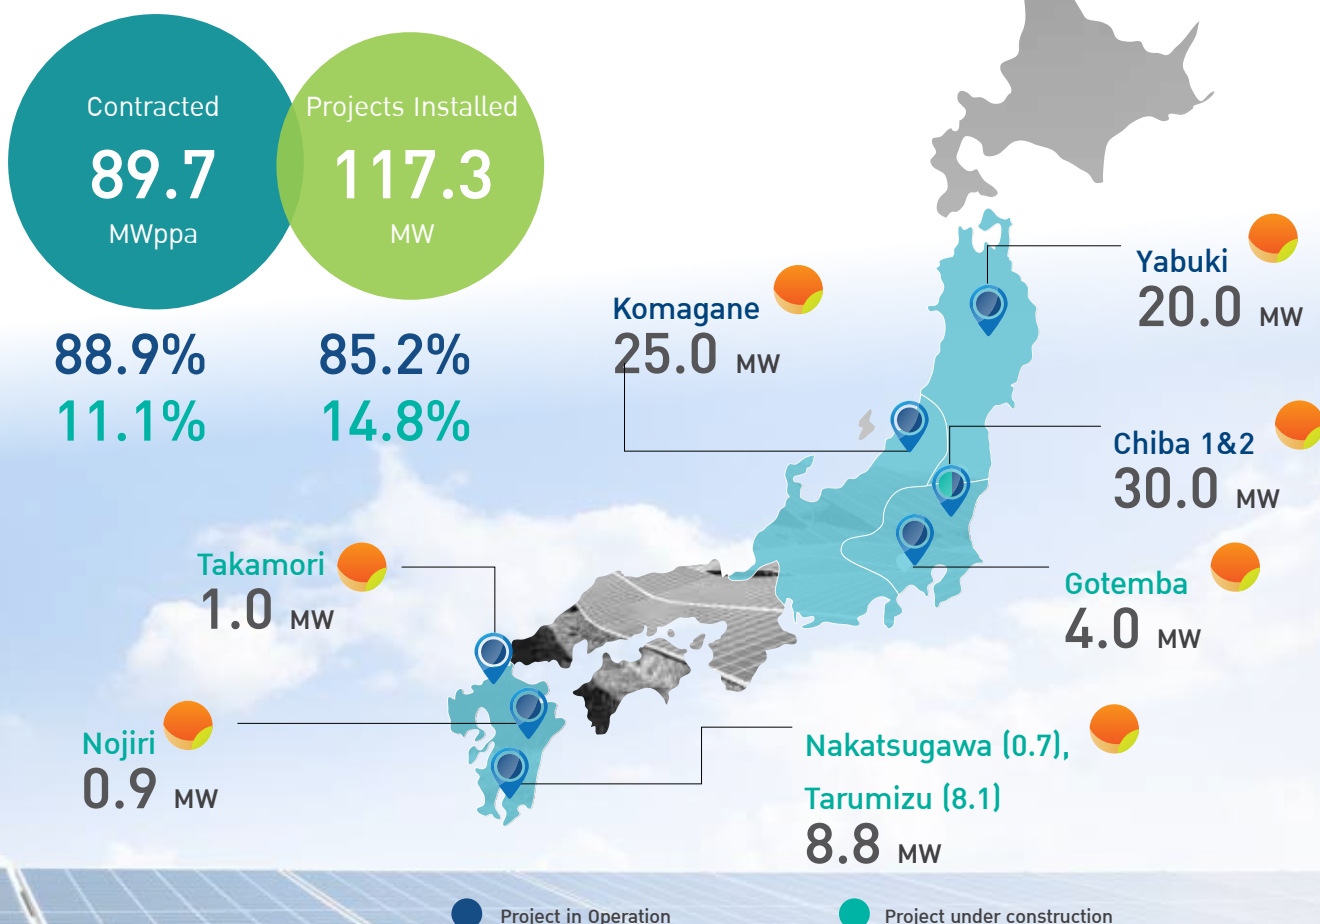 Contracted
89.7
MWppa
Projects Installed
117.3
MW
88.9%
85.2%
11.1%
14.8%
Yabuki
20.0 MW
Komagane
25.0 MW
Chiba 1&2
30.0 MW
Takamori
1.0 MW
Gotemba
4.0 MW
Nojiri
0.9 MW
Nakatsugawa (0.7),
Tarumizu (8.1)
8.8 MW
Project in Operation
Project under construction